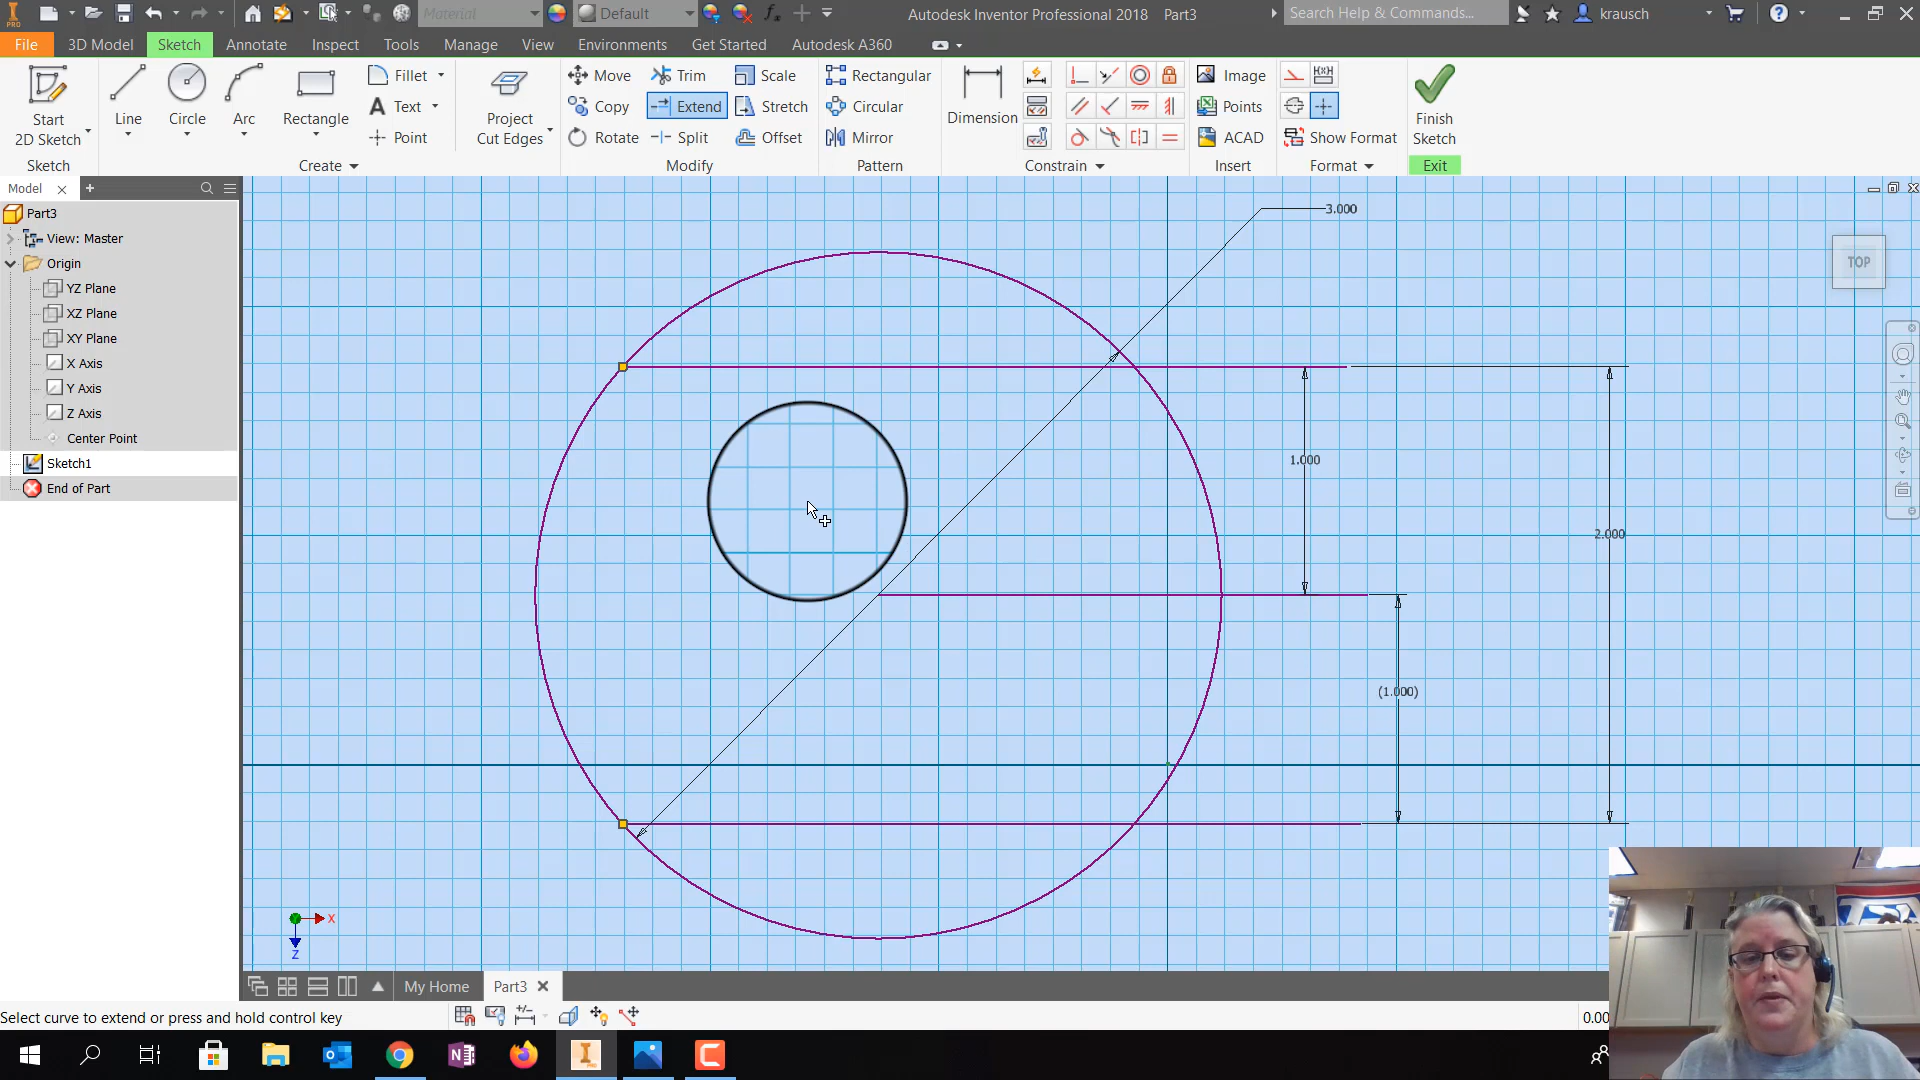 PRO
Material
Default
Autodesk Inventor Professional 2018 Part3
Search Help & Commands...
krausch
File 3D Model Sketch Annotate Inspect Tools Manage View Environments Get Started Autodesk A360
Start
2D Sketch
Line
Circle
Arc
Rectangle
Fillet
Text
Point
Project
Cut Edges
Move
Copy
Rotate
Trim
Extend
Split
Scale
Stretch
Offset
Rectangular
Circular
Mirror
Dimension
Image
Points
ACAD
Show Format
Finish
Sketch
Sketch Create Modify Pattern Constrain Insert Format Exit
Model
Part3
View: Master
Origin
YZ Plane
XZ Plane
XY Plane
X Axis
Y Axis
Z Axis
Center Point
Sketch1
End of Part
3.000
TOP
1.000
2.000
(1.000)
X
Z
My Home Part3
Select curve to extend or press and hold control key
0.00